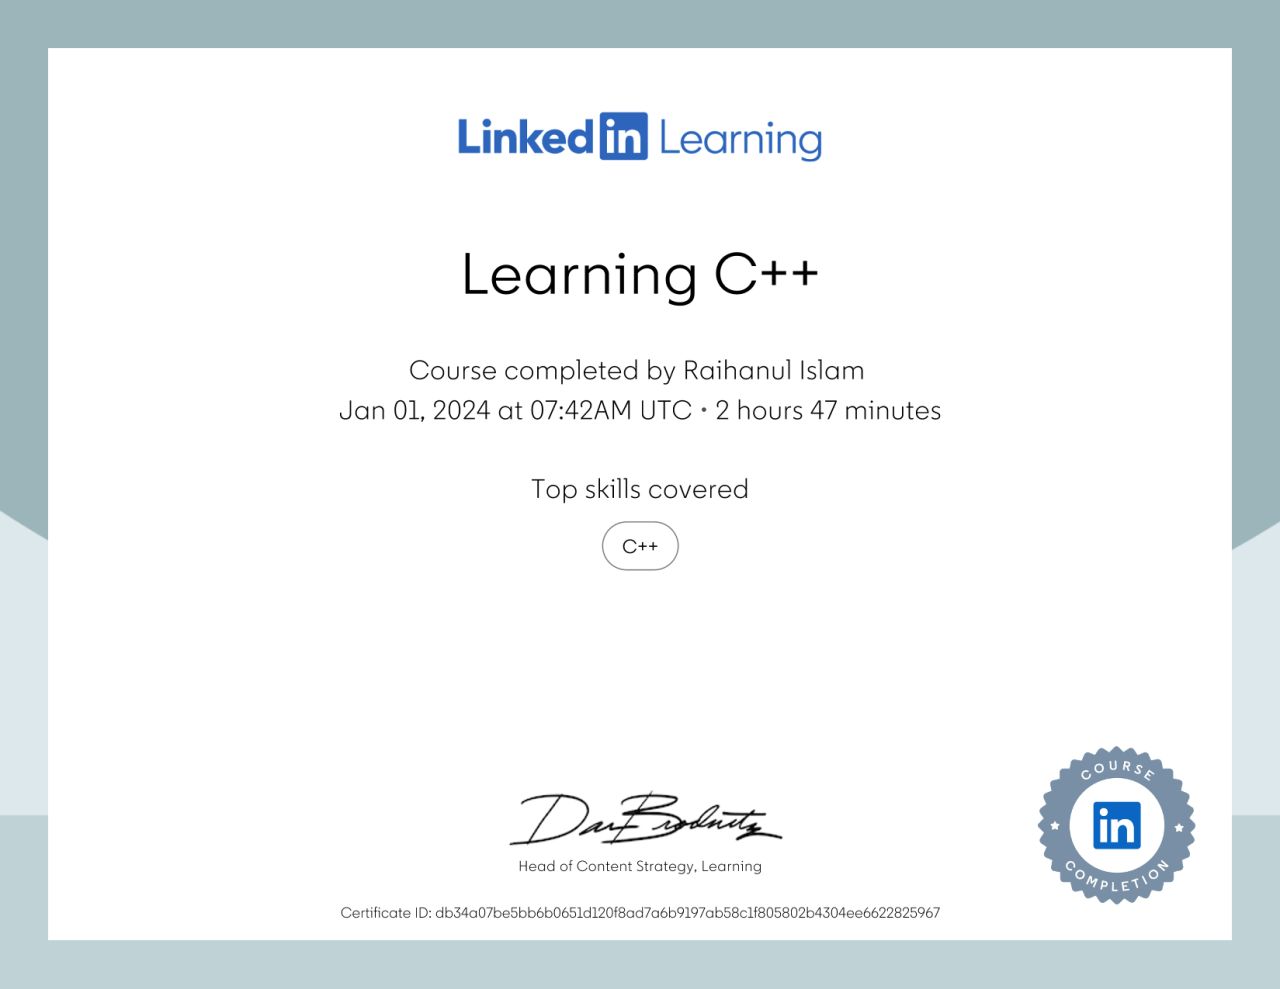 Linked in Learning
Learning C++
Course completed by Raihanul Islam
Jan 01, 2024 at 07:42AM UTC • 2 hours 47 minutes
Top skills covered
C++
Dan Brodnitz
Head of Content Strategy, Learning
COURSE
in
COMPLETION
Certificate ID: db34a07be5bb6b0651d120f8ad7a6b9197ab58c1f805802b4304ee6622825967